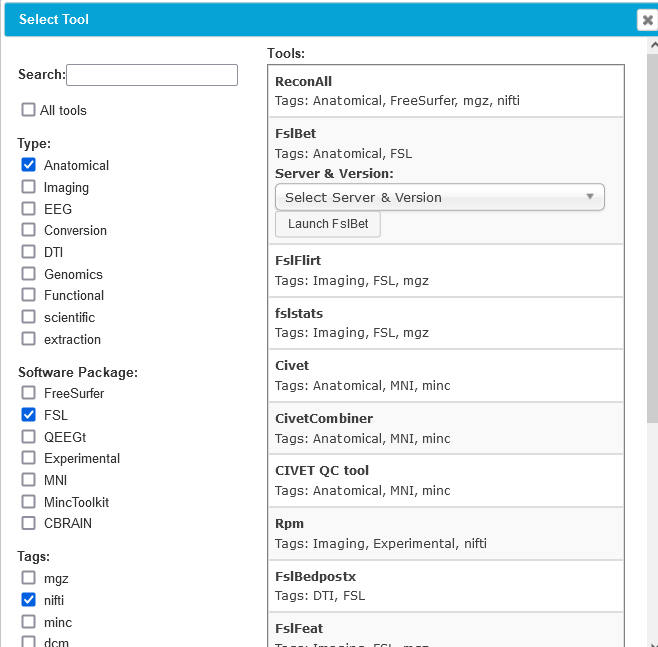 Select Tool
Search:
All tools
Type:
Anatomical
Imaging
EEG
Conversion
DTI
Genomics
Functional
scientific
extraction
Software Package:
FreeSurfer
FSL
QEEGt
Experimental
MNI
MincToolkit
CBRAIN
Tags:
mgz
nifti
minc
dcm
Tools:
ReconAll
Tags: Anatomical, FreeSurfer, mgz, nifti
FslBet
Tags: Anatomical, FSL
Server & Version:
Select Server & Version
Launch FslBet
FslFlirt
Tags: Imaging, FSL, mgz
fslstats
Tags: Imaging, FSL, mgz
Civet
Tags: Anatomical, MNI, minc
CivetCombiner
Tags: Anatomical, MNI, minc
CIVET QC tool
Tags: Anatomical, MNI, minc
Rpm
Tags: Imaging, Experimental, nifti
FslBedpostx
Tags: DTI, FSL
FslFeat
Tags: Imaging, FSL, mgz